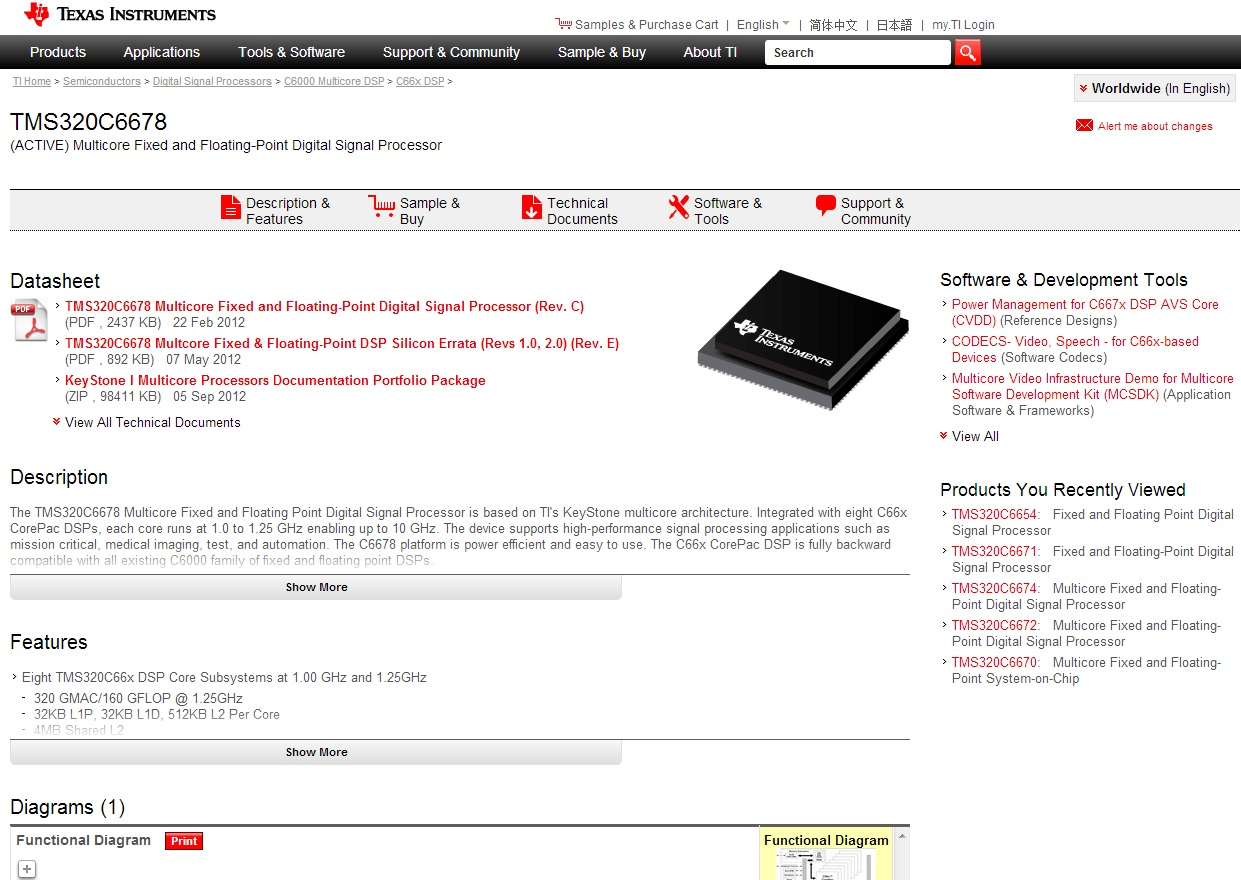 TEXAS INSTRUMENTS
Samples & Purchase Cart | English | 简体中文 | 日本語 | my.TI Login
Products Applications Tools & Software Support & Community Sample & Buy About TI Search
TI Home > Semiconductors > Digital Signal Processors > C6000 Multicore DSP > C66x DSP >
Worldwide (In English)
TMS320C6678
Alert me about changes
(ACTIVE) Multicore Fixed and Floating-Point Digital Signal Processor
Description & Features
Sample & Buy
Technical Documents
Software & Tools
Support & Community
Datasheet
PDF
TMS320C6678 Multicore Fixed and Floating-Point Digital Signal Processor (Rev. C)
(PDF , 2437 KB) 22 Feb 2012
TMS320C6678 Multcore Fixed & Floating-Point DSP Silicon Errata (Revs 1.0, 2.0) (Rev. E)
(PDF , 892 KB) 07 May 2012
KeyStone I Multicore Processors Documentation Portfolio Package
(ZIP , 98411 KB) 05 Sep 2012
View All Technical Documents
TEXAS
INSTRUMENTS
Software & Development Tools
Power Management for C667x DSP AVS Core
(CVDD) (Reference Designs)
CODECS- Video, Speech - for C66x-based
Devices (Software Codecs)
Multicore Video Infrastructure Demo for Multicore
Software Development Kit (MCSDK) (Application
Software & Frameworks)
View All
Description
The TMS320C6678 Multicore Fixed and Floating Point Digital Signal Processor is based on TI's KeyStone multicore architecture. Integrated with eight C66x
CorePac DSPs, each core runs at 1.0 to 1.25 GHz enabling up to 10 GHz. The device supports high-performance signal processing applications such as
mission critical, medical imaging, test, and automation. The C6678 platform is power efficient and easy to use. The C66x CorePac DSP is fully backward
compatible with all existing C6000 family of fixed and floating point DSPs.
Show More
Products You Recently Viewed
TMS320C6654: Fixed and Floating Point Digital
Signal Processor
TMS320C6671: Fixed and Floating-Point Digital
Signal Processor
TMS320C6674: Multicore Fixed and Floating-
Point Digital Signal Processor
TMS320C6672: Multicore Fixed and Floating-
Point Digital Signal Processor
TMS320C6670: Multicore Fixed and Floating-
Point System-on-Chip
Features
Eight TMS320C66x DSP Core Subsystems at 1.00 GHz and 1.25GHz
- 320 GMAC/160 GFLOP @ 1.25GHz
- 32KB L1P, 32KB L1D, 512KB L2 Per Core
- 4MB Shared L2
Show More
Diagrams (1)
Functional Diagram Print
Functional Diagram